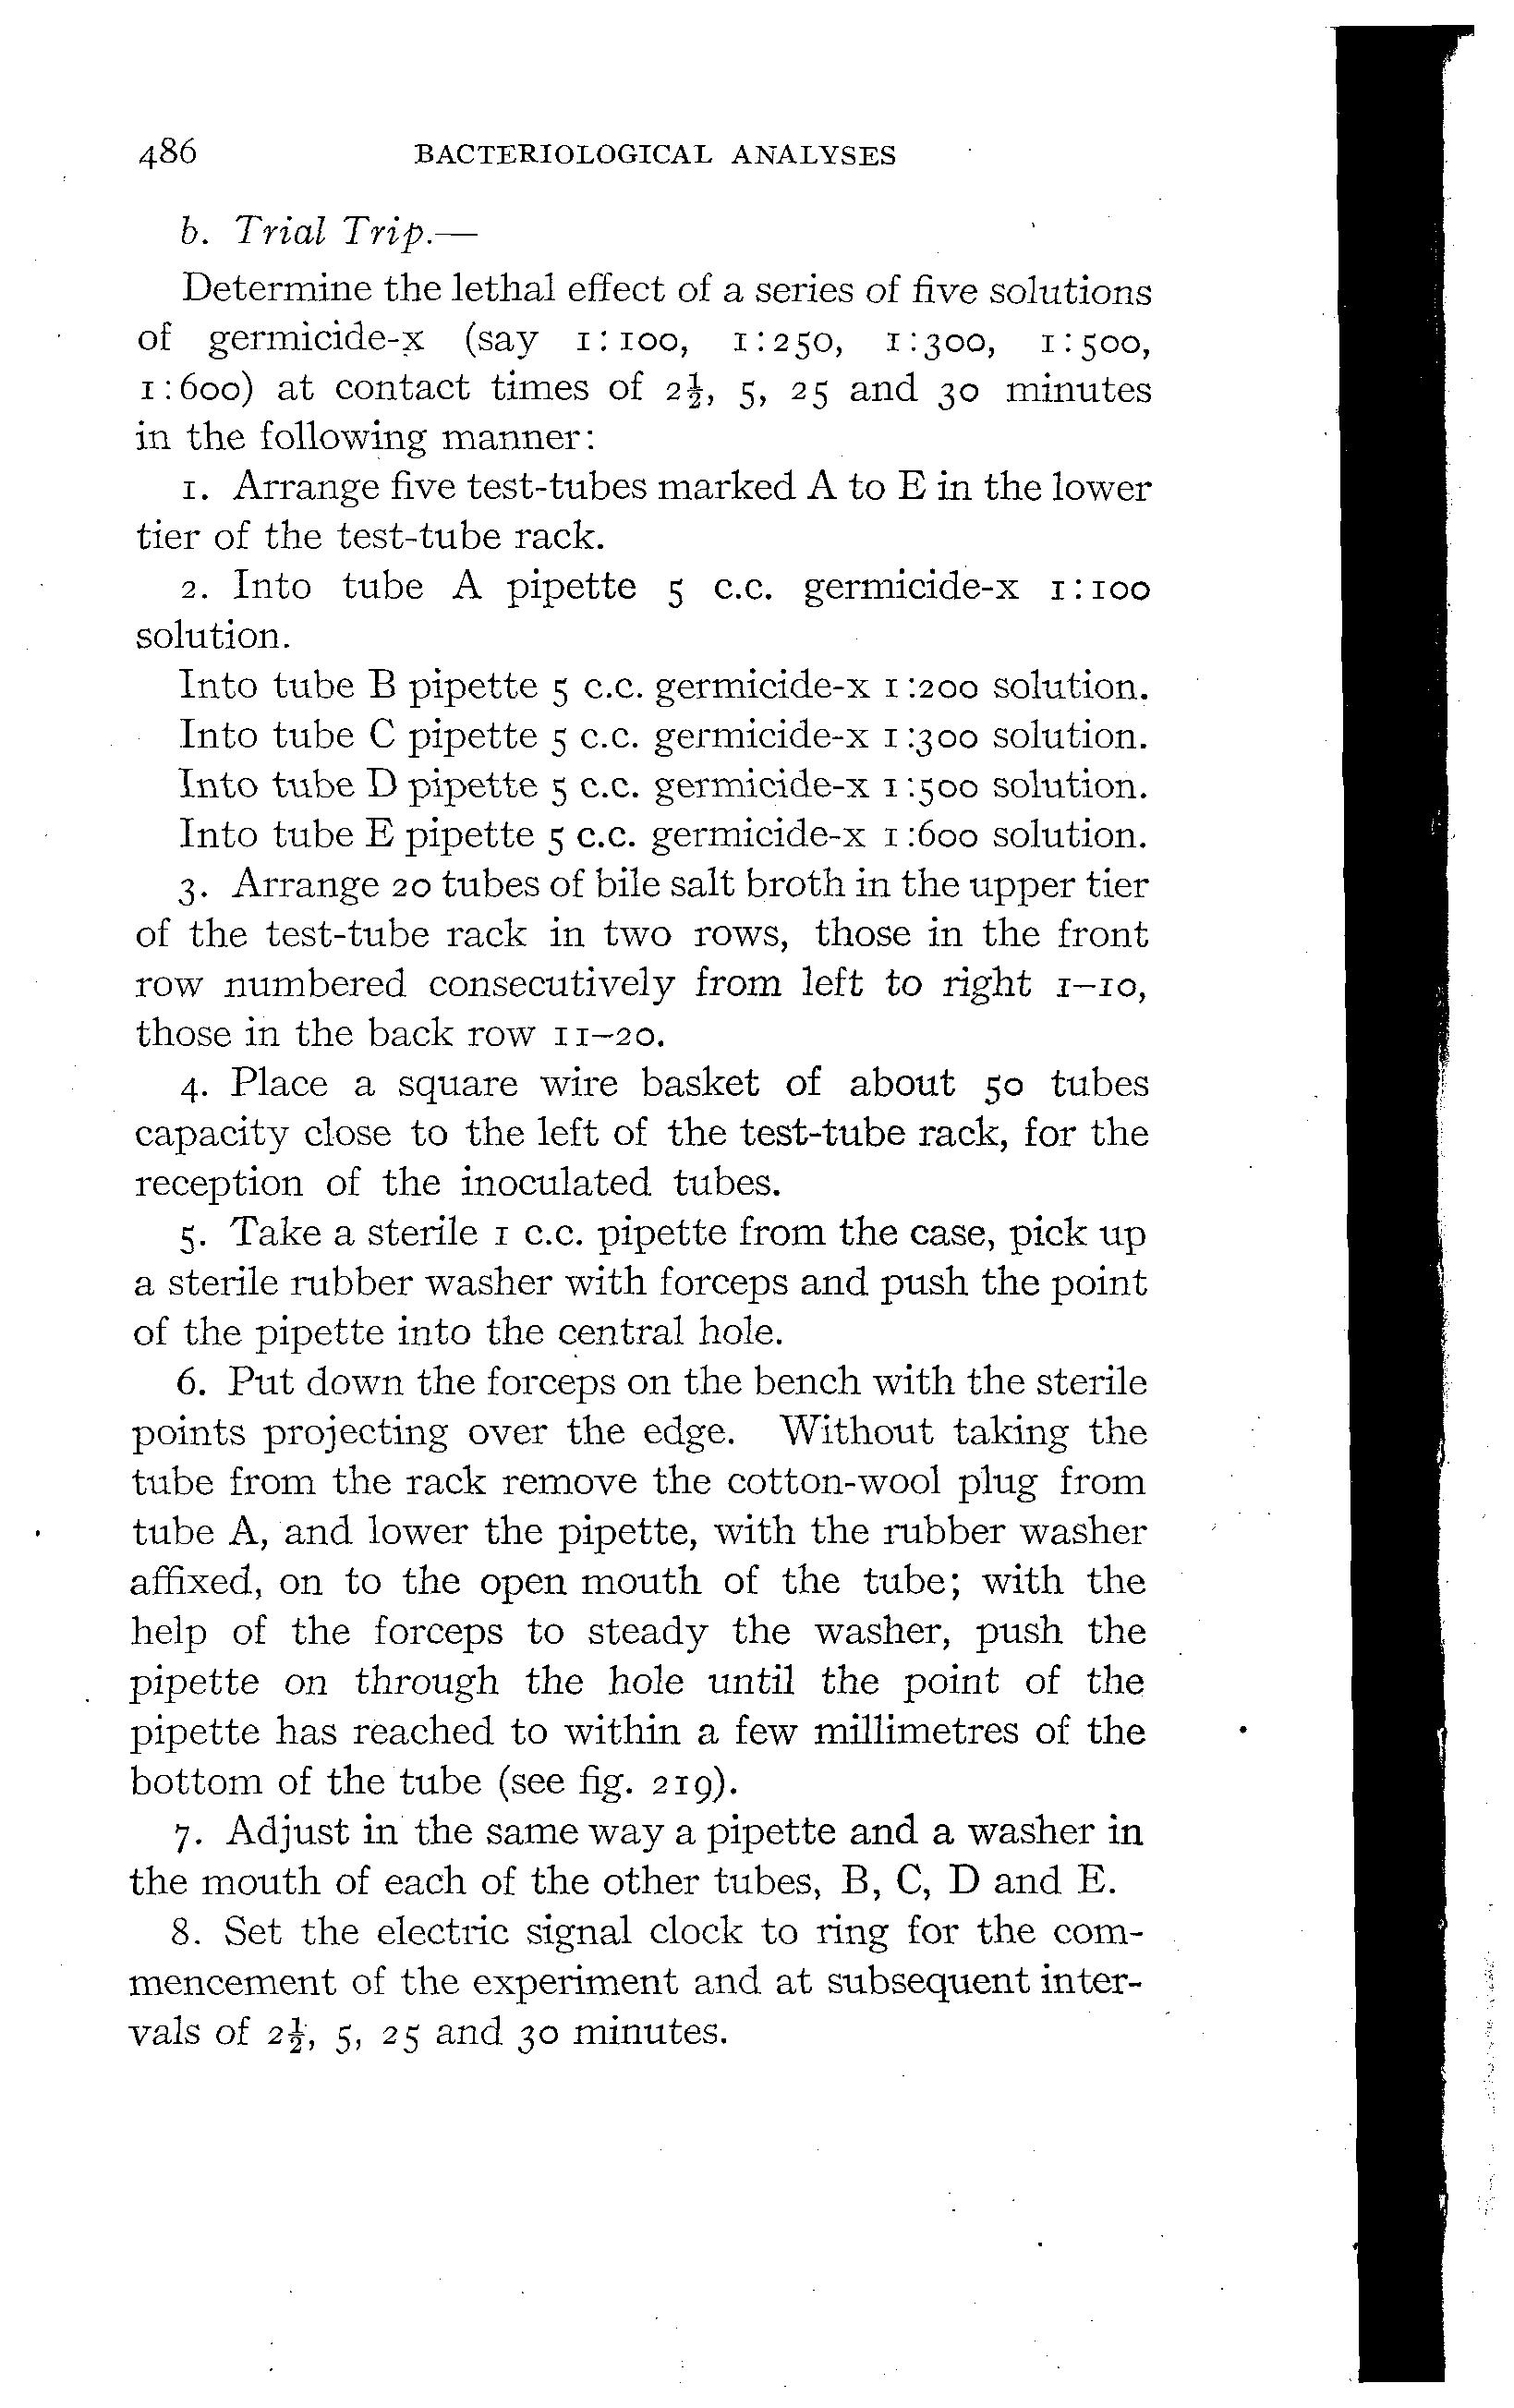 486 BACTERIOLOGICAL ANALYSES
b. Trial Trip.—
Determine the lethal effect of a series of five solutions
of germicide-x (say 1:100, 1:250, 1:300, 1:500,
1:600) at contact times of 2½, 5, 25 and 30 minutes
in the following manner:
1. Arrange five test-tubes marked A to E in the lower
tier of the test-tube rack.
2. Into tube A pipette 5 c.c. germicide-x 1:100
solution.
Into tube B pipette 5 c.c. germicide-x 1:200 solution.
Into tube C pipette 5 c.c. germicide-x 1:300 solution.
Into tube D pipette 5 c.c. germicide-x 1:500 solution.
Into tube E pipette 5 c.c. germicide-x 1:600 solution.
3. Arrange 20 tubes of bile salt broth in the upper tier
of the test-tube rack in two rows, those in the front
row numbered consecutively from left to right 1–10,
those in the back row 11–20.
4. Place a square wire basket of about 50 tubes
capacity close to the left of the test-tube rack, for the
reception of the inoculated tubes.
5. Take a sterile 1 c.c. pipette from the case, pick up
a sterile rubber washer with forceps and push the point
of the pipette into the central hole.
6. Put down the forceps on the bench with the sterile
points projecting over the edge. Without taking the
tube from the rack remove the cotton-wool plug from
tube A, and lower the pipette, with the rubber washer
affixed, on to the open mouth of the tube; with the
help of the forceps to steady the washer, push the
pipette on through the hole until the point of the
pipette has reached to within a few millimetres of the
bottom of the tube (see fig. 219).
7. Adjust in the same way a pipette and a washer in
the mouth of each of the other tubes, B, C, D and E.
8. Set the electric signal clock to ring for the com-
mencement of the experiment and at subsequent inter-
vals of 2½, 5, 25 and 30 minutes.